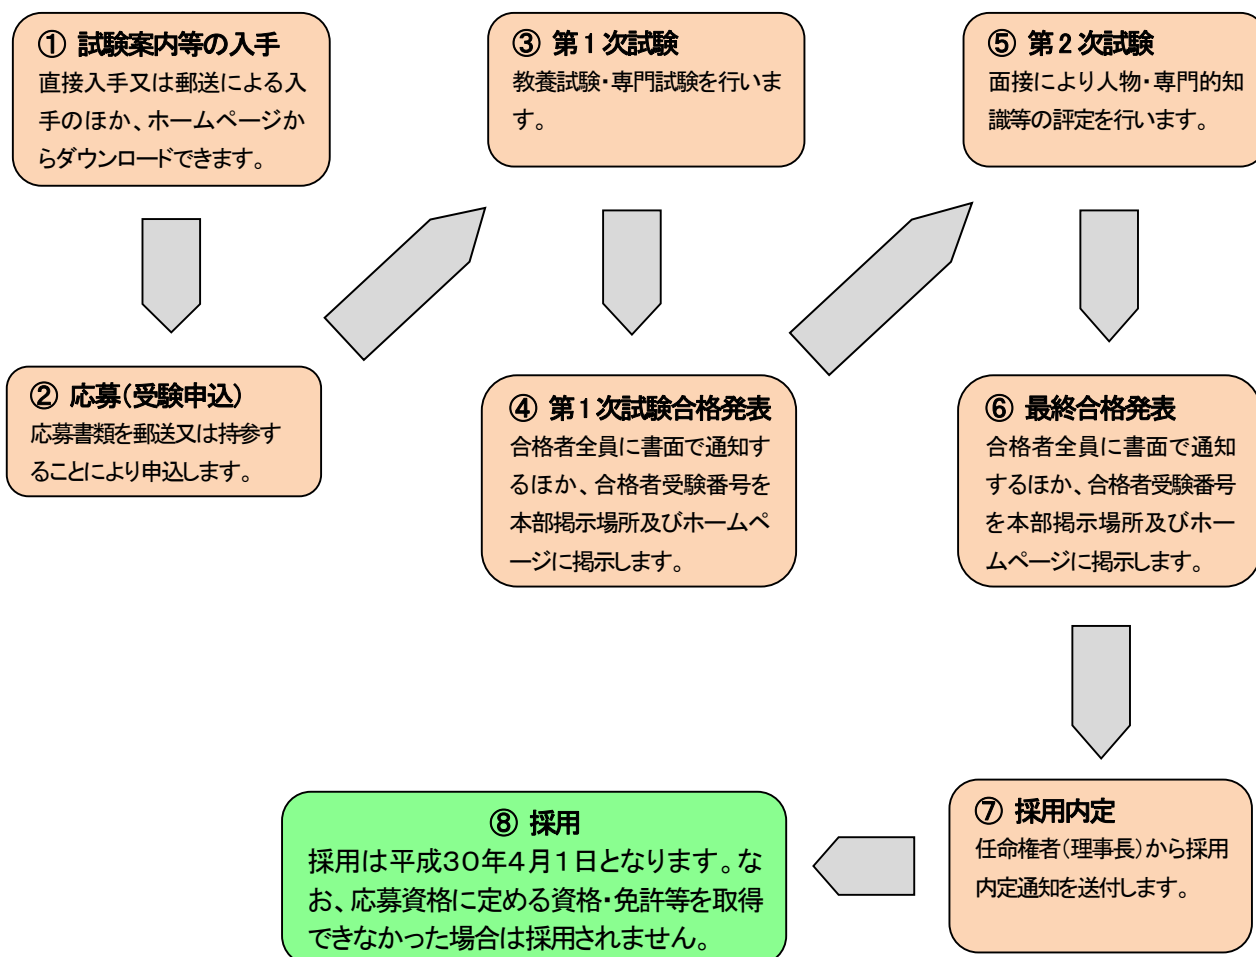 ① 試験案内等の入手
直接入手又は郵送による入
手のほか、ホームページか
らダウンロードできます。
② 応募(受験申込)
応募書類を郵送又は持参す
ることにより申込します。
③ 第1次試験
教養試験・専門試験を行いま
す。
④ 第1次試験合格発表
合格者全員に書面で通知す
るほか、合格者受験番号を
本部掲示場所及びホームペ
ージに掲示します。
⑤ 第2次試験
面接により人物・専門的知
識等の評定を行います。
⑥ 最終合格発表
合格者全員に書面で通知
するほか、合格者受験番号
を本部掲示場所及びホー
ムページに掲示します。
⑦ 採用内定
任命権者(理事長)から採用
内定通知を送付します。
⑧ 採用
採用は平成30年4月1日となります。な
お、応募資格に定める資格・免許等を取得
できなかった場合は採用されません。